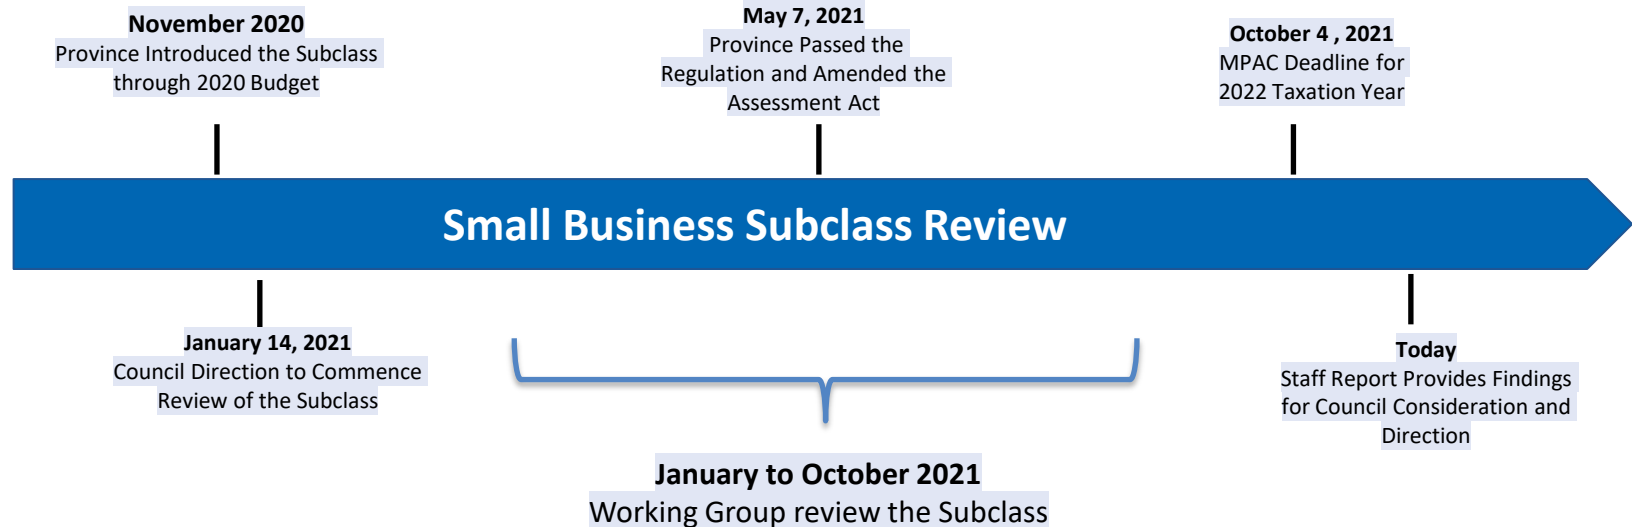 November 2020
Province Introduced the Subclass
through 2020 Budget
May 7, 2021
Province Passed the
Regulation and Amended the
Assessment Act
October 4 , 2021
MPAC Deadline for
2022 Taxation Year
Small Business Subclass Review
January 14, 2021
Council Direction to Commence
Review of the Subclass
January to October 2021
Working Group review the Subclass
Today
Staff Report Provides Findings
for Council Consideration and
Direction